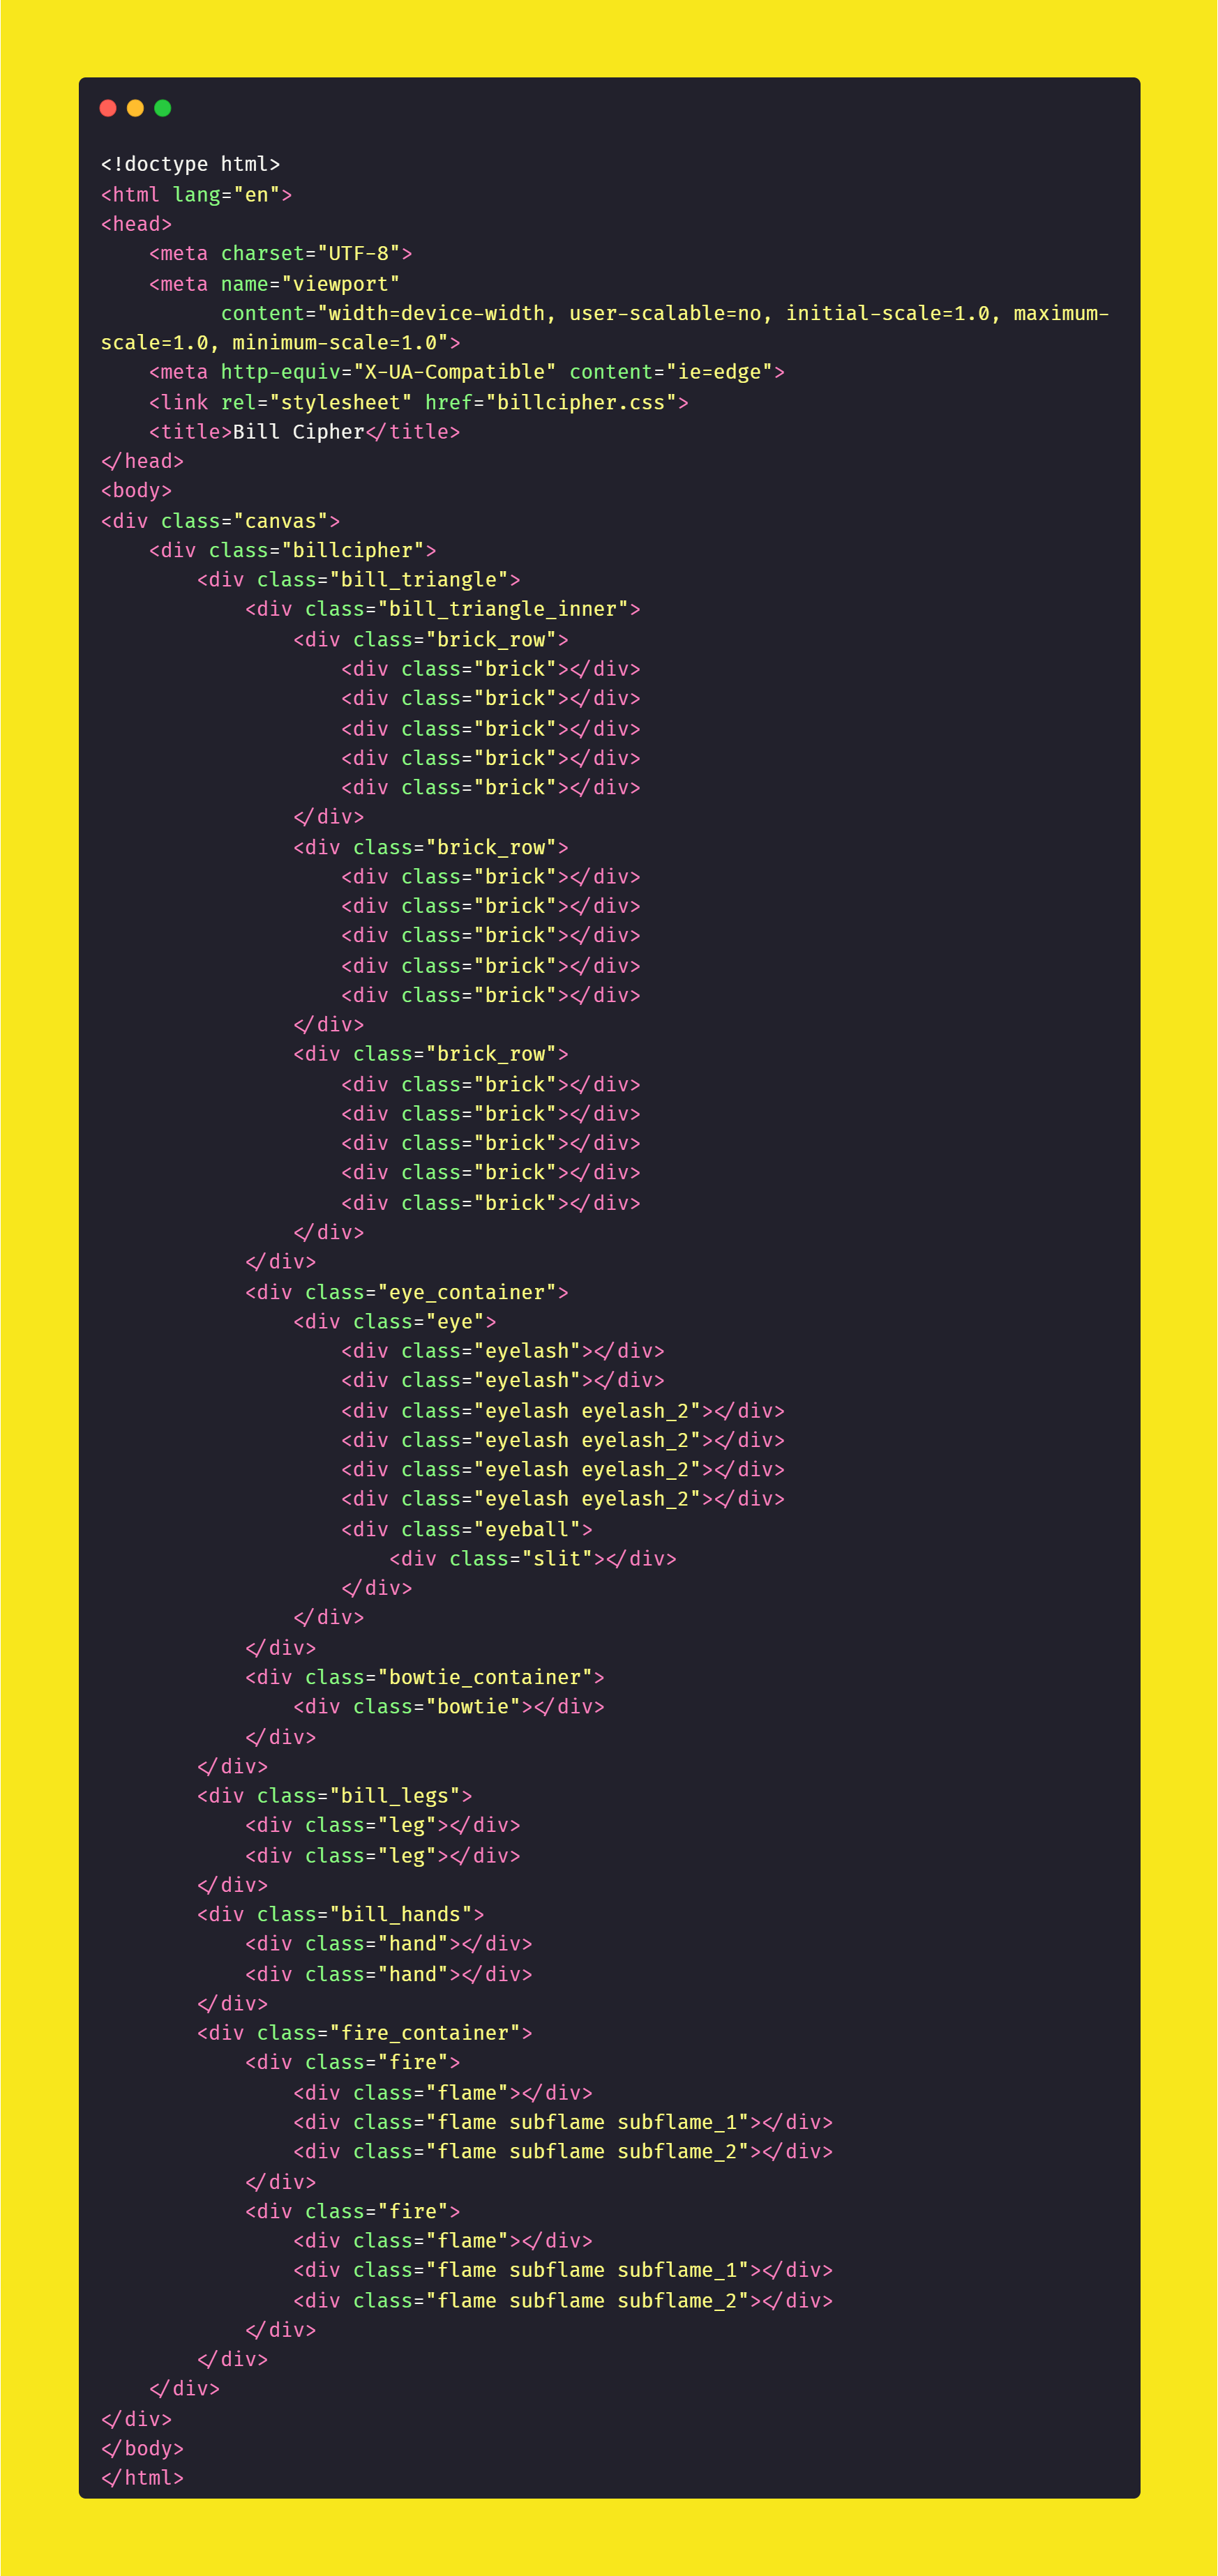 <!doctype html>
<html lang="en">
<head>
    <meta charset="UTF-8">
    <meta name="viewport"
          content="width=device-width, user-scalable=no, initial-scale=1.0, maximum-
scale=1.0, minimum-scale=1.0">
    <meta http-equiv="X-UA-Compatible" content="ie=edge">
    <link rel="stylesheet" href="billcipher.css">
    <title>Bill Cipher</title>
</head>
<body>
<div class="canvas">
    <div class="billcipher">
        <div class="bill_triangle">
            <div class="bill_triangle_inner">
                <div class="brick_row">
                    <div class="brick"></div>
                    <div class="brick"></div>
                    <div class="brick"></div>
                    <div class="brick"></div>
                    <div class="brick"></div>
                </div>
                <div class="brick_row">
                    <div class="brick"></div>
                    <div class="brick"></div>
                    <div class="brick"></div>
                    <div class="brick"></div>
                    <div class="brick"></div>
                </div>
                <div class="brick_row">
                    <div class="brick"></div>
                    <div class="brick"></div>
                    <div class="brick"></div>
                    <div class="brick"></div>
                    <div class="brick"></div>
                </div>
            </div>
            <div class="eye_container">
                <div class="eye">
                    <div class="eyelash"></div>
                    <div class="eyelash"></div>
                    <div class="eyelash eyelash_2"></div>
                    <div class="eyelash eyelash_2"></div>
                    <div class="eyelash eyelash_2"></div>
                    <div class="eyelash eyelash_2"></div>
                    <div class="eyeball">
                        <div class="slit"></div>
                    </div>
                </div>
            </div>
            <div class="bowtie_container">
                <div class="bowtie"></div>
            </div>
        </div>
        <div class="bill_legs">
            <div class="leg"></div>
            <div class="leg"></div>
        </div>
        <div class="bill_hands">
            <div class="hand"></div>
            <div class="hand"></div>
        </div>
        <div class="fire_container">
            <div class="fire">
                <div class="flame"></div>
                <div class="flame subflame subflame_1"></div>
                <div class="flame subflame subflame_2"></div>
            </div>
            <div class="fire">
                <div class="flame"></div>
                <div class="flame subflame subflame_1"></div>
                <div class="flame subflame subflame_2"></div>
            </div>
        </div>
    </div>
</div>
</body>
</html>